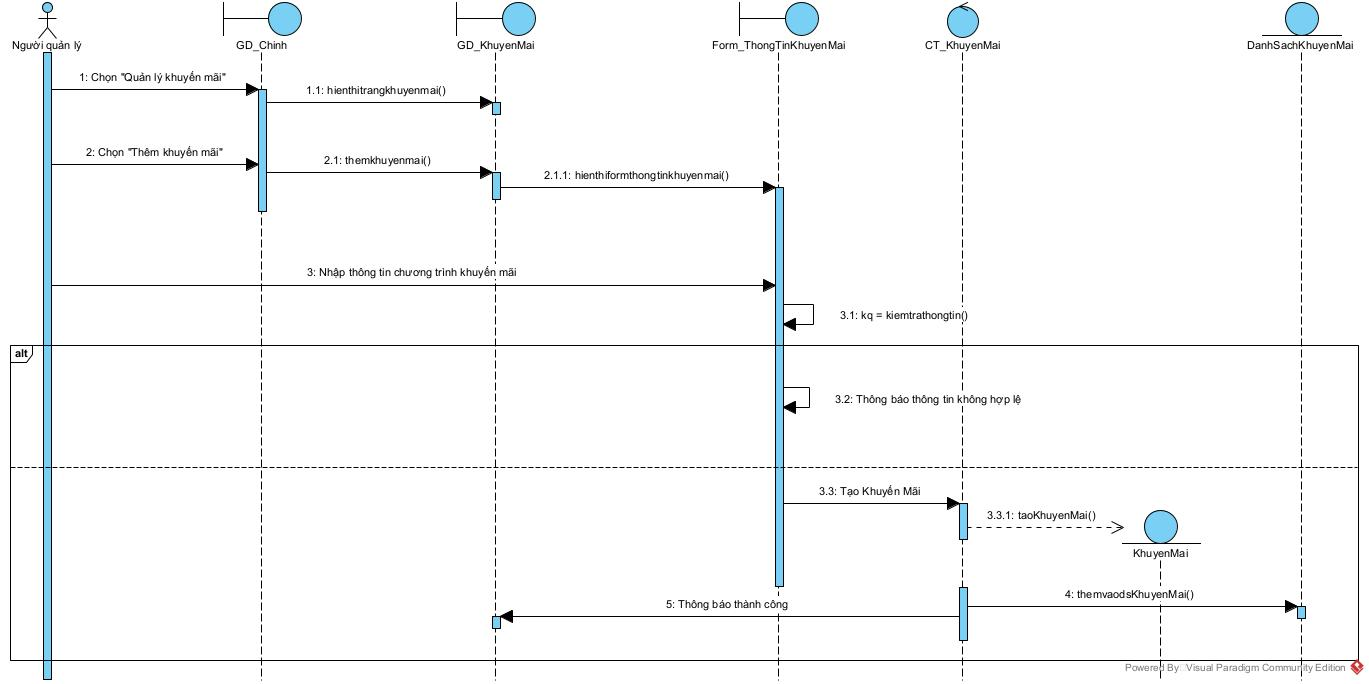 Người quản lý
GD_Chinh
GD_KhuyenMai
Form_ThongTinKhuyenMai
CT_KhuyenMai
DanhSachKhuyenMai
1: Chọn "Quản lý khuyến mãi"
1.1: hienthitrangkhuyenmai()
2: Chọn "Thêm khuyến mãi"
2.1: themkhuyenmai()
2.1.1: hienthiformthongtinkhuyenmai()
3: Nhập thông tin chương trình khuyến mãi
3.1: kq = kiemtrathongtin()
alt
3.2: Thông báo thông tin không hợp lệ
3.3: Tạo Khuyến Mãi
3.3.1: taoKhuyenMai()
KhuyenMai
4: themvaodsKhuyenMai()
5: Thông báo thành công
Powered By Visual Paradigm Community Edition